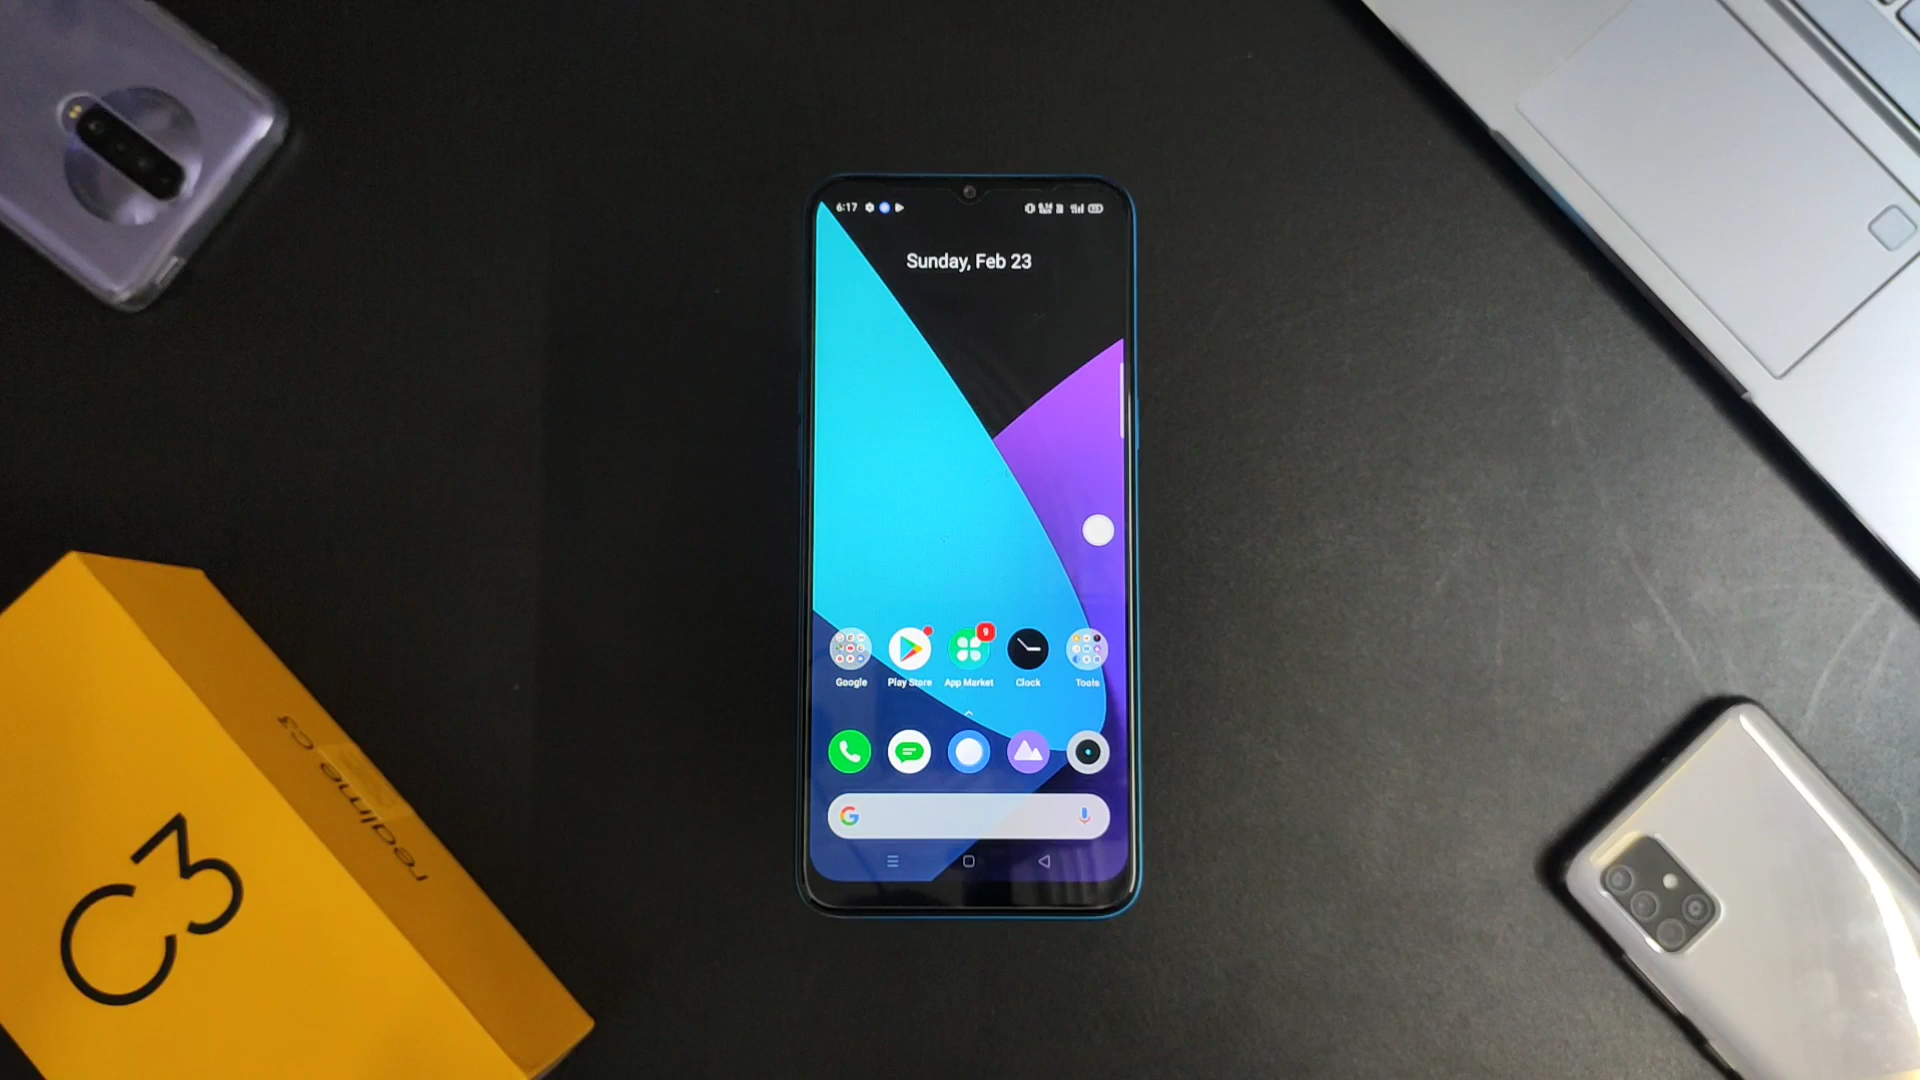 6:17
Sunday, Feb 23
9
Google
Play Store
App Market
Clock
Tools
G
realme C3
C3